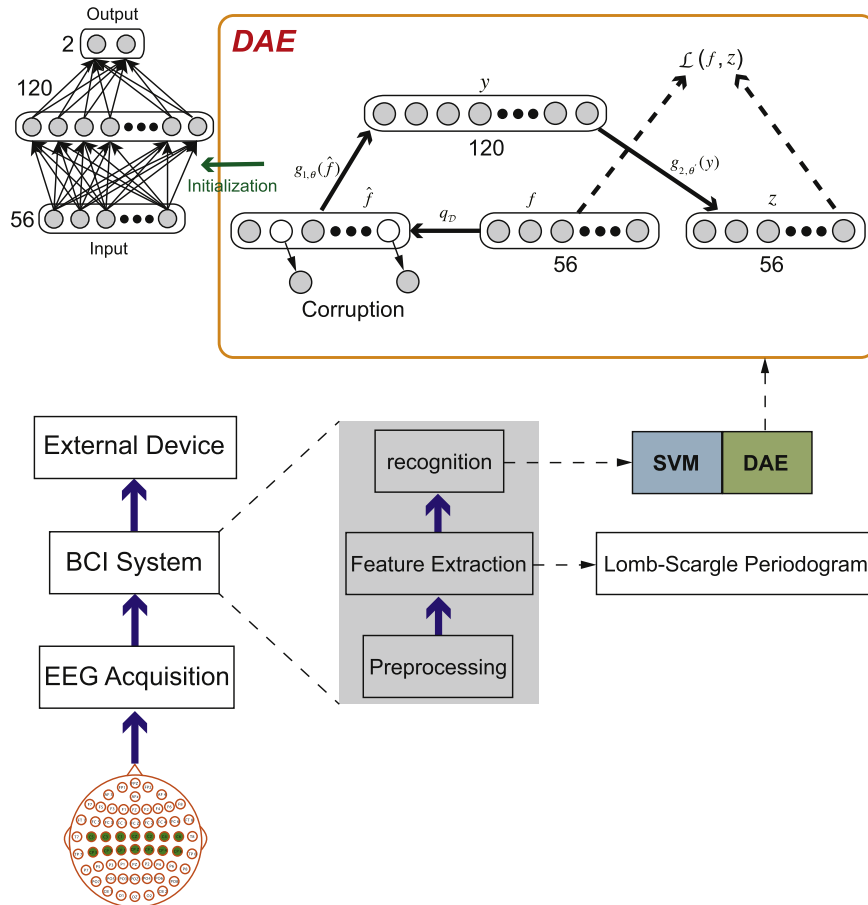 Output
2
120
56
Input
Initialization
DAE
y
120
ℒ(f, z)
g₁,θ(f̂)
g₂,θ′(y)
f̂
q𝒟
f
z
56
56
Corruption
External Device
BCI System
EEG Acquisition
recognition
Feature Extraction
Preprocessing
SVM
DAE
Lomb-Scargle Periodogram